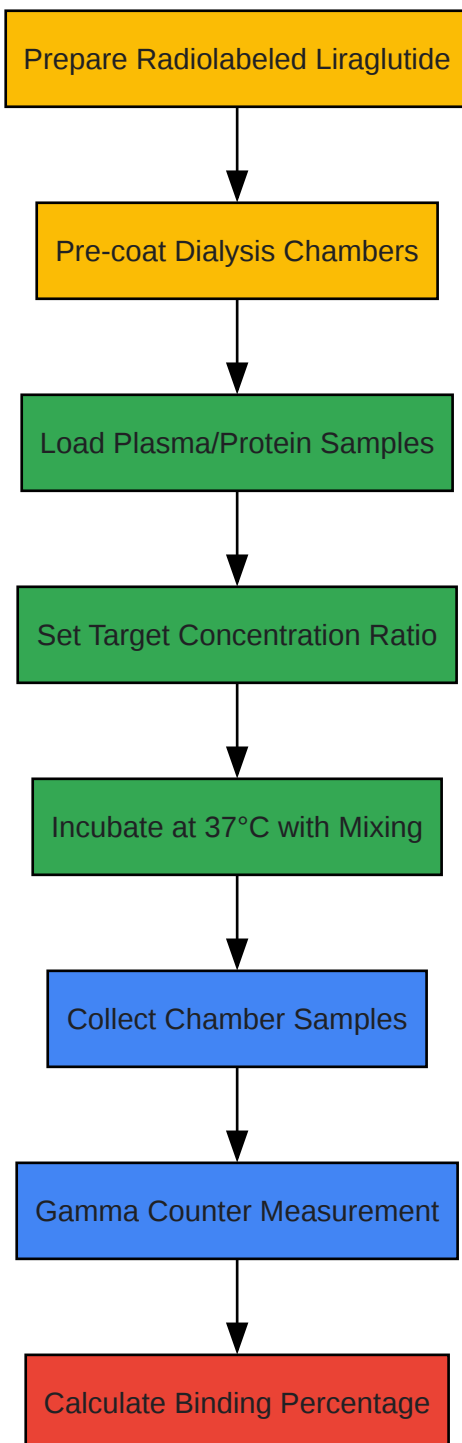 Prepare Radiolabeled Liraglutide
Pre-coat Dialysis Chambers
Load Plasma/Protein Samples
Set Target Concentration Ratio
Incubate at 37°C with Mixing
Collect Chamber Samples
Gamma Counter Measurement
Calculate Binding Percentage